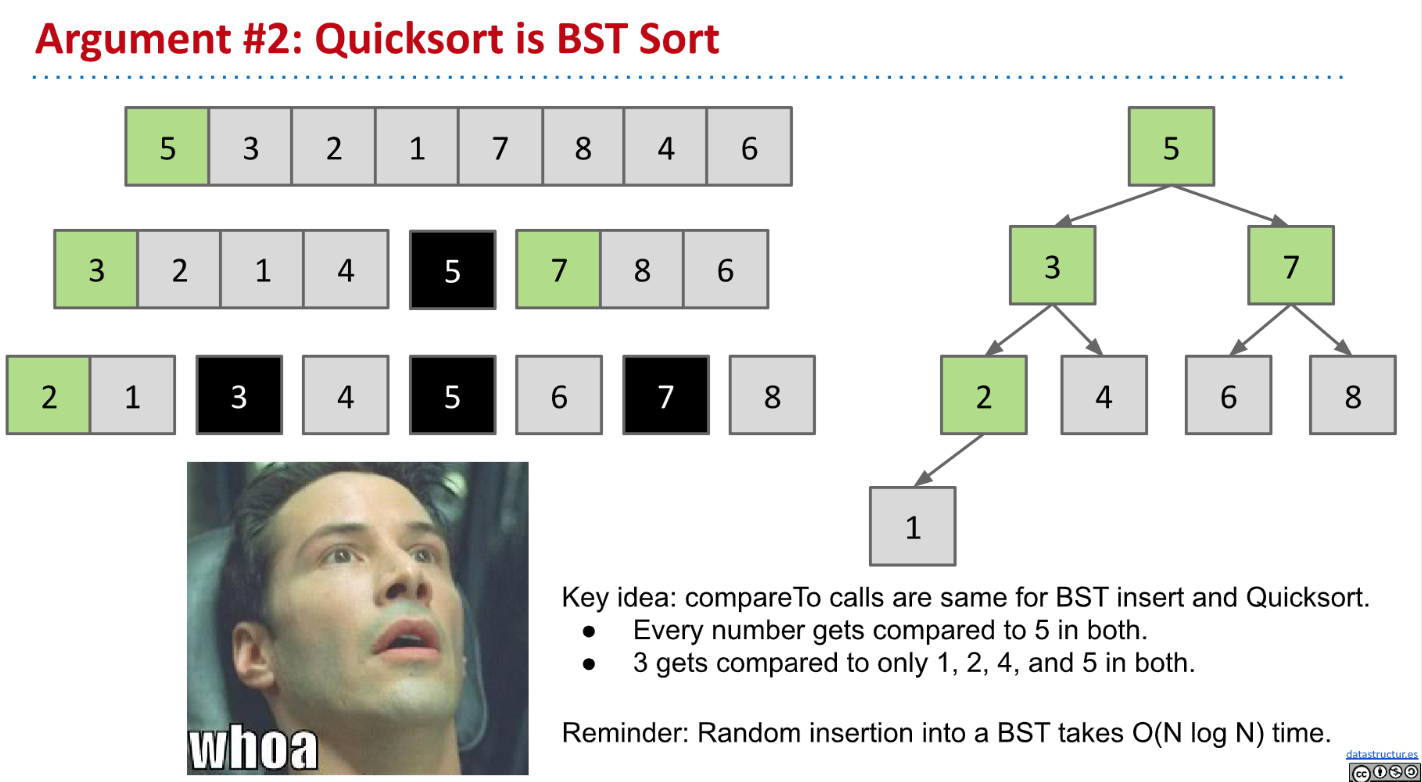 Argument #2: Quicksort is BST Sort
5 3 2 1 7 8 4 6
3 2 1 4 5 7 8 6
2 1 3 4 5 6 7 8
5
3 7
2 4 6 8
1
whoa
Key idea: compareTo calls are same for BST insert and Quicksort.
● Every number gets compared to 5 in both.
● 3 gets compared to only 1, 2, 4, and 5 in both.
Reminder: Random insertion into a BST takes O(N log N) time.
datastructur.es